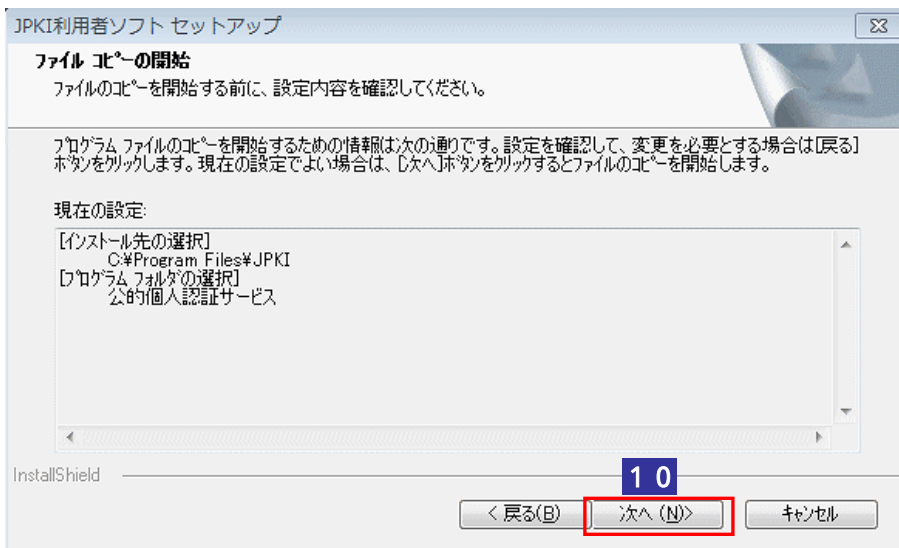 JPKI利用者ソフト セットアップ
ファイル コピーの開始
ファイルのコピーを開始する前に、設定内容を確認してください。
プログラム ファイルのコピーを開始するための情報は次の通りです。設定を確認して、変更を必要とする場合は[戻る]
ボタンをクリックします。現在の設定でよい場合は、[次へ]ボタンをクリックするとファイルのコピーを開始します。
現在の設定:
[インストール先の選択]
C:¥Program Files¥JPKI
[プログラム フォルダの選択]
公的個人認証サービス
InstallShield
１０
< 戻る(B)
次へ (N)>
キャンセル